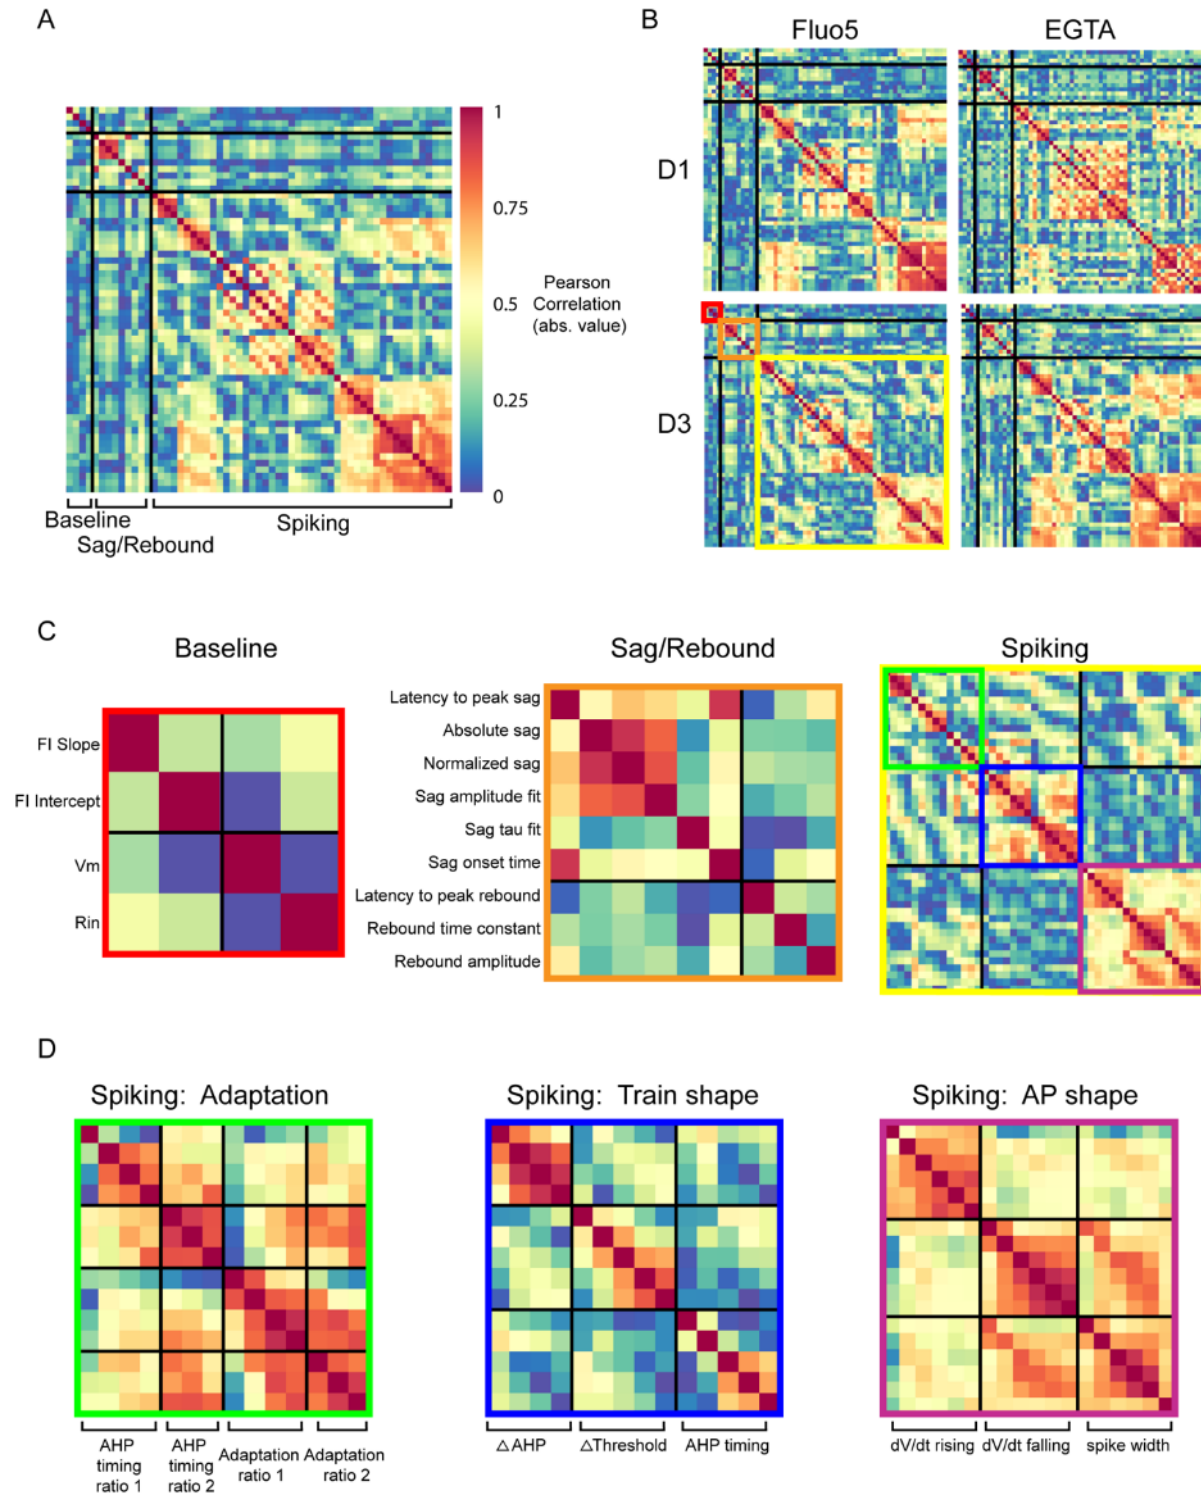 A
B
Fluo5
EGTA
D1
D3
1
0.75
0.5
0.25
0
Pearson
Correlation
(abs. value)
Baseline
Sag/Rebound
Spiking
C
Baseline
Sag/Rebound
Spiking
FI Slope
FI Intercept
Vm
Rin
Latency to peak sag
Absolute sag
Normalized sag
Sag amplitude fit
Sag tau fit
Sag onset time
Latency to peak rebound
Rebound time constant
Rebound amplitude
D
Spiking: Adaptation
Spiking: Train shape
Spiking: AP shape
AHP
timing
ratio 1
AHP
timing
ratio 2
Adaptation
ratio 1
Adaptation
ratio 2
△AHP
△Threshold
AHP timing
dV/dt rising
dV/dt falling
spike width